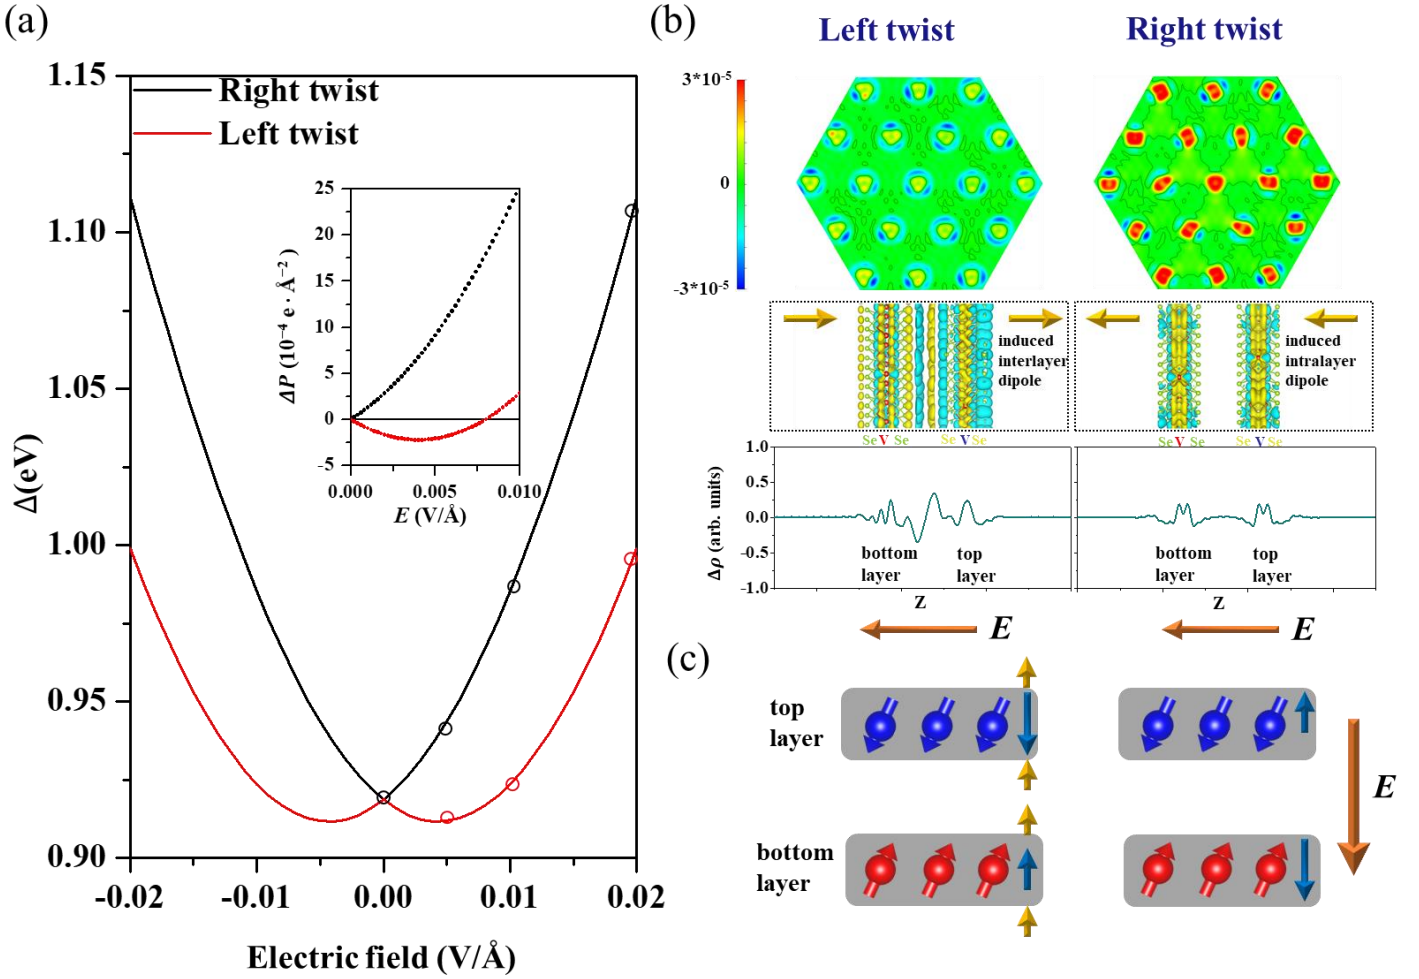 (a)
1.15
1.10
1.05
1.00
0.95
0.90
Δ(eV)
Right twist
Left twist
25
20
15
10
5
0
-5
ΔP (10⁻⁴ e · Å⁻²)
0.000 0.005 0.010
E (V/Å)
-0.02 -0.01 0.00 0.01 0.02
Electric field (V/Å)
(b)
Left twist Right twist
3*10⁻⁵
0
-3*10⁻⁵
induced
interlayer
dipole
induced
intralayer
dipole
Se V Se Se V Se
Se V Se Se V Se
1.0
0.5
0.0
-0.5
-1.0
Δρ (arb. units)
bottom
layer
top
layer
bottom
layer
top
layer
Z Z
E E
(c)
top
layer
bottom
layer
E